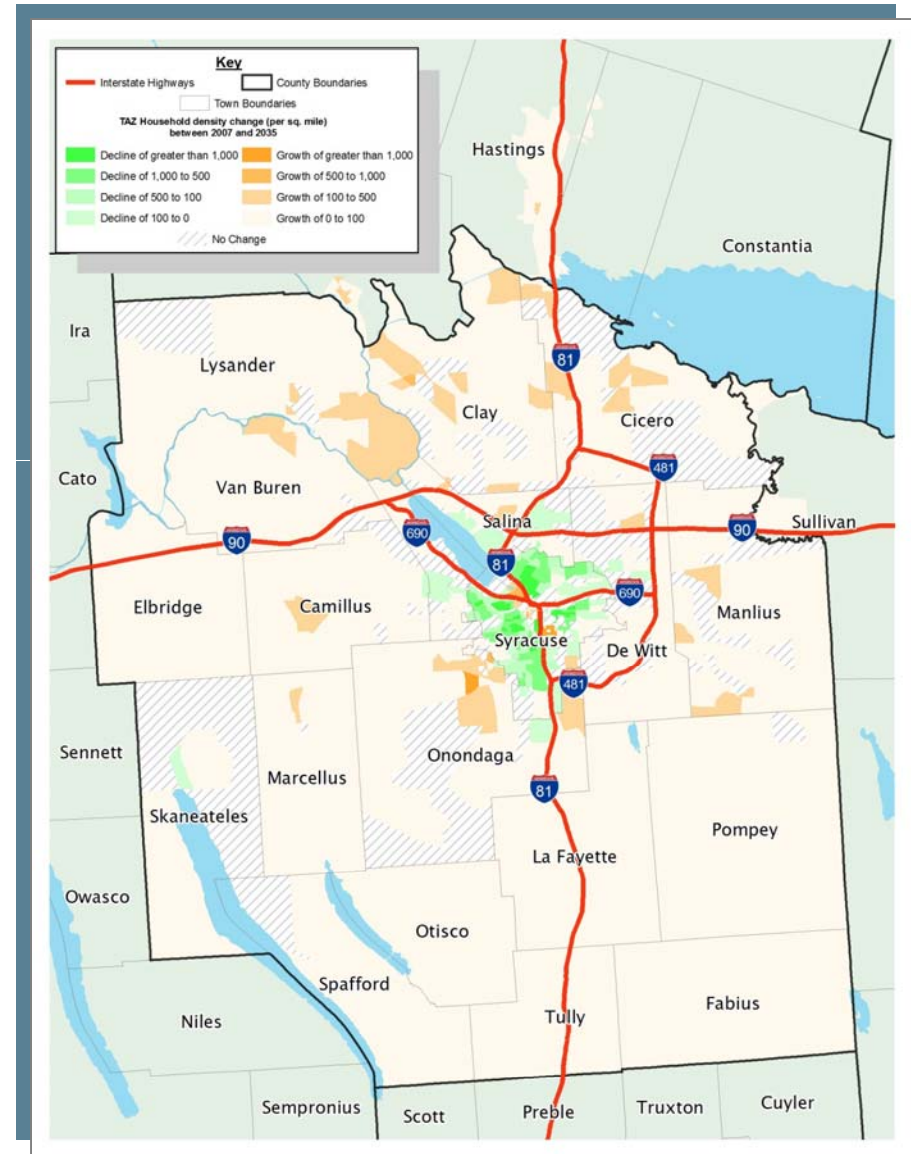 Key
Interstate Highways
County Boundaries
Town Boundaries
TAZ Household density change (per sq. mile)
between 2007 and 2035
Decline of greater than 1,000
Growth of greater than 1,000
Decline of 1,000 to 500
Growth of 500 to 1,000
Decline of 500 to 100
Growth of 100 to 500
Decline of 100 to 0
Growth of 0 to 100
No Change
Hastings
Constantia
Ira
Lysander
81
Clay
Cicero
481
Cato
Van Buren
Salina
Sullivan
90
690
90
81
Elbridge
Camillus
690
Manlius
Syracuse
De Witt
481
Sennett
Onondaga
Marcellus
81
Skaneateles
Pompey
La Fayette
Owasco
Otisco
Spafford
Fabius
Niles
Tully
Sempronius
Scott
Preble
Truxton
Cuyler